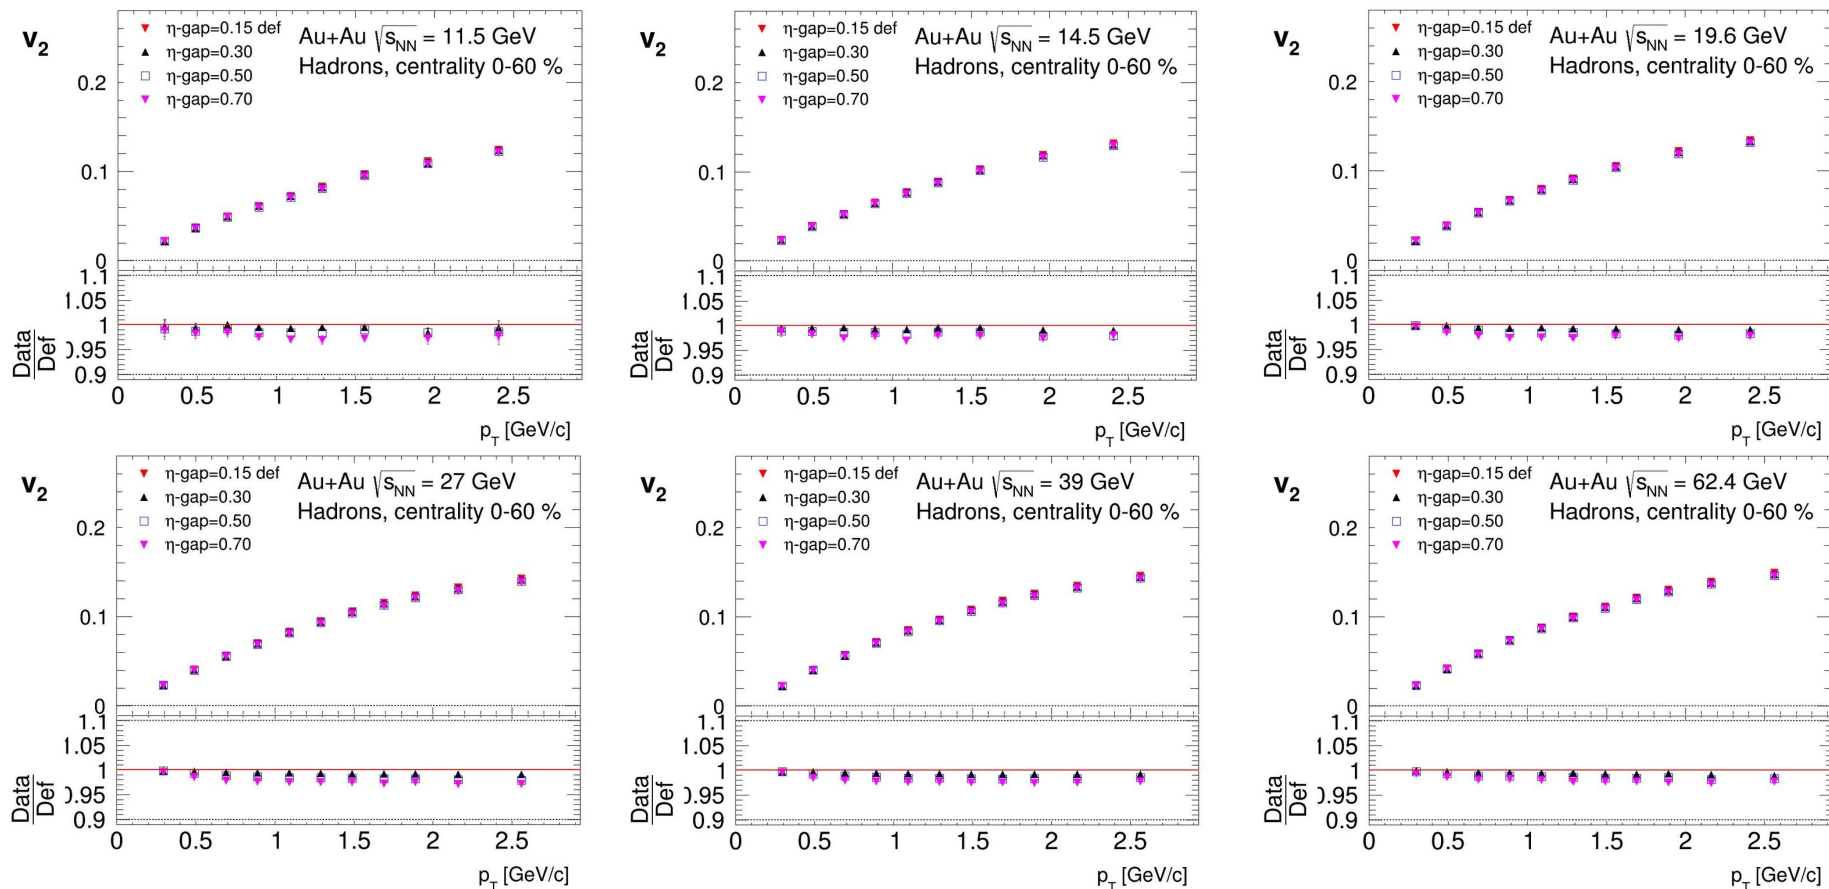 v2
η-gap=0.15 def
η-gap=0.30
η-gap=0.50
η-gap=0.70
Au+Au √sNN = 11.5 GeV
Hadrons, centrality 0-60 %
0.2
0.1
0
1.1
1.05
1
0.95
0.9
Data
Def
0 0.5 1 1.5 2 2.5
pT [GeV/c]
v2
η-gap=0.15 def
η-gap=0.30
η-gap=0.50
η-gap=0.70
Au+Au √sNN = 14.5 GeV
Hadrons, centrality 0-60 %
0.2
0.1
0
1.1
1.05
1
0.95
0.9
Data
Def
0 0.5 1 1.5 2 2.5
pT [GeV/c]
v2
η-gap=0.15 def
η-gap=0.30
η-gap=0.50
η-gap=0.70
Au+Au √sNN = 19.6 GeV
Hadrons, centrality 0-60 %
0.2
0.1
0
1.1
1.05
1
0.95
0.9
Data
Def
0 0.5 1 1.5 2 2.5
pT [GeV/c]
v2
η-gap=0.15 def
η-gap=0.30
η-gap=0.50
η-gap=0.70
Au+Au √sNN = 27 GeV
Hadrons, centrality 0-60 %
0.2
0.1
0
1.1
1.05
1
0.95
0.9
Data
Def
0 0.5 1 1.5 2 2.5
pT [GeV/c]
v2
η-gap=0.15 def
η-gap=0.30
η-gap=0.50
η-gap=0.70
Au+Au √sNN = 39 GeV
Hadrons, centrality 0-60 %
0.2
0.1
0
1.1
1.05
1
0.95
0.9
Data
Def
0 0.5 1 1.5 2 2.5
pT [GeV/c]
v2
η-gap=0.15 def
η-gap=0.30
η-gap=0.50
η-gap=0.70
Au+Au √sNN = 62.4 GeV
Hadrons, centrality 0-60 %
0.2
0.1
0
1.1
1.05
1
0.95
0.9
Data
Def
0 0.5 1 1.5 2 2.5
pT [GeV/c]